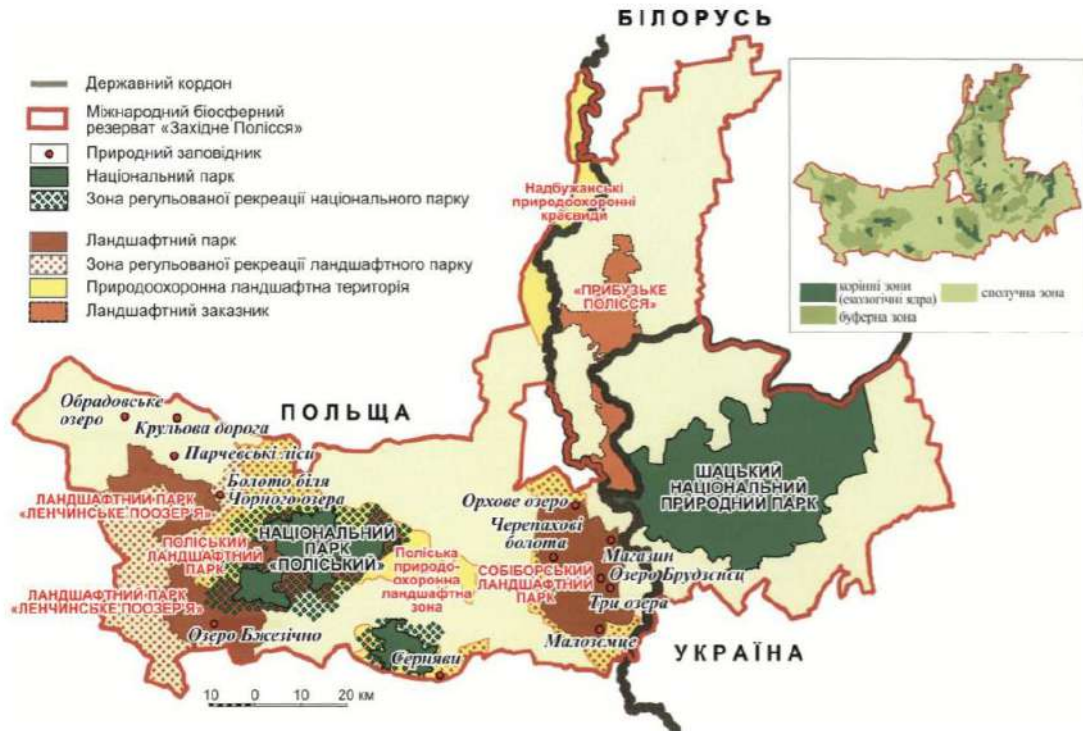 БІЛОРУСЬ
Державний кордон
Міжнародний біосферний
резерват «Західне Полісся»
Природний заповідник
Національний парк
Зона регульованої рекреації національного парку
Ландшафтний парк
Зона регульованої рекреації ландшафтного парку
Природоохоронна ландшафтна територія
Ландшафтний заказник
Надбужанські
природоохоронні
краєвиди
«ПРИБУЗЬКЕ
ПОЛІССЯ»
корінні зони
(екологічні ядра)
буферна зона
сполучна зона
ПОЛЬЩА
Обрадовське
озеро
Крульова дорога
Парчевські ліси
Болото біля
Чорного озера
ЛАНДШАФТНИЙ ПАРК
«ЛЕНЧИНСЬКЕ ПООЗЕР'Я»
ПОЛІСЬКИЙ
ЛАНДШАФТНИЙ
ПАРК
НАЦІОНАЛЬНИЙ
ПАРК
«ПОЛІСЬКИЙ»
ЛАНДШАФТНИЙ ПАРК
«ЛЕНЧИНСЬКЕ ПООЗЕР'Я»
Озеро Бжезічно
Поліська
природо-
охоронна
ландшафтна
зона
Серняви
Орхове озеро
Черепахові
болота
СОБІБОРСЬКИЙ
ЛАНДШАФТНИЙ
ПАРК
Магазин
Озеро Брудзєнєц
Три озера
Малоземце
ШАЦЬКИЙ
НАЦІОНАЛЬНИЙ
ПРИРОДНИЙ ПАРК
УКРАЇНА
10 0 10 20 км